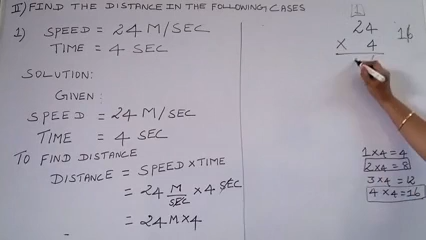 II) FIND THE DISTANCE IN THE FOLLOWING CASES
1) SPEED = 24 M/SEC
TIME = 4 SEC
SOLUTION:
GIVEN:
SPEED = 24 M/SEC
TIME = 4 SEC
TO FIND DISTANCE
DISTANCE = SPEED × TIME
= 24 M/SEC × 4 SEC
= 24 M × 4
=
1
24
× 4
16
1 × 4 = 4
2 × 4 = 8
3 × 4 = 12
4 × 4 = 16